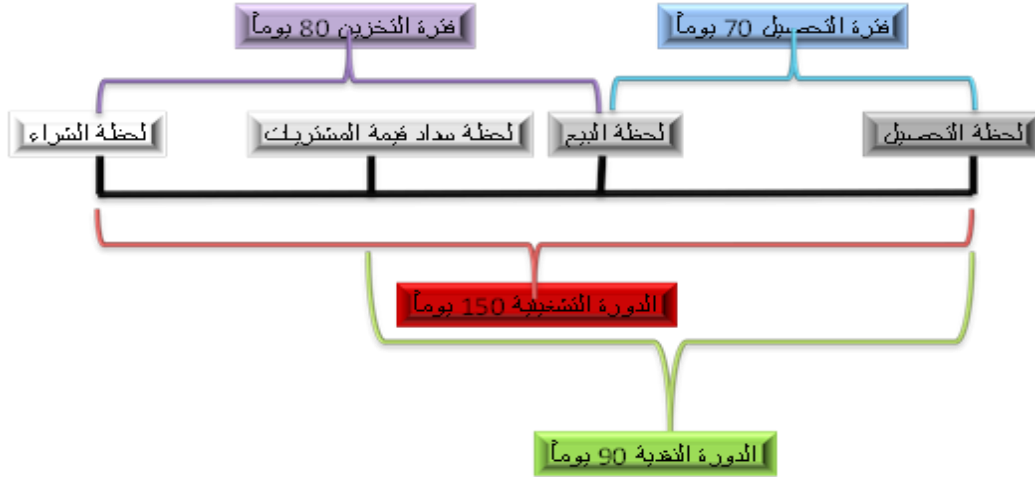 فترة التحصيل 70 يوماً
فترة التخزين 80 يوماً
لحظة التحصيل
لحظة البيع
لحظة سداد قيمة المشتريات
لحظة الشراء
الدورة التشغيلية 150 يوماً
الدورة النقدية 90 يوماً